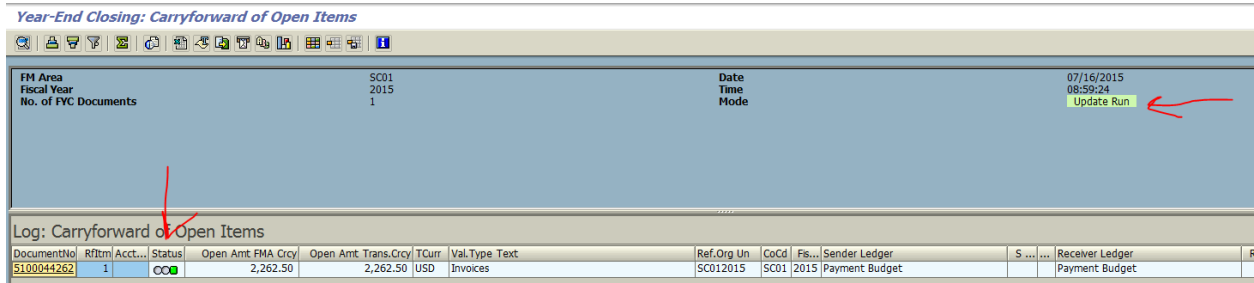 Year-End Closing: Carryforward of Open Items
FM Area SC01 Date 07/16/2015
Fiscal Year 2015 Time 08:59:24
No. of FYC Documents 1 Mode Update Run
Log: Carryforward of Open Items
DocumentNo RfItm Acct... Status Open Amt FMA Crcy Open Amt Trans.Crcy TCurr Val.Type Text Ref.Org Un CoCd Fis... Sender Ledger S ... ... Receiver Ledger R
5100044262 1 2,262.50 2,262.50 USD Invoices SC012015 SC01 2015 Payment Budget Payment Budget